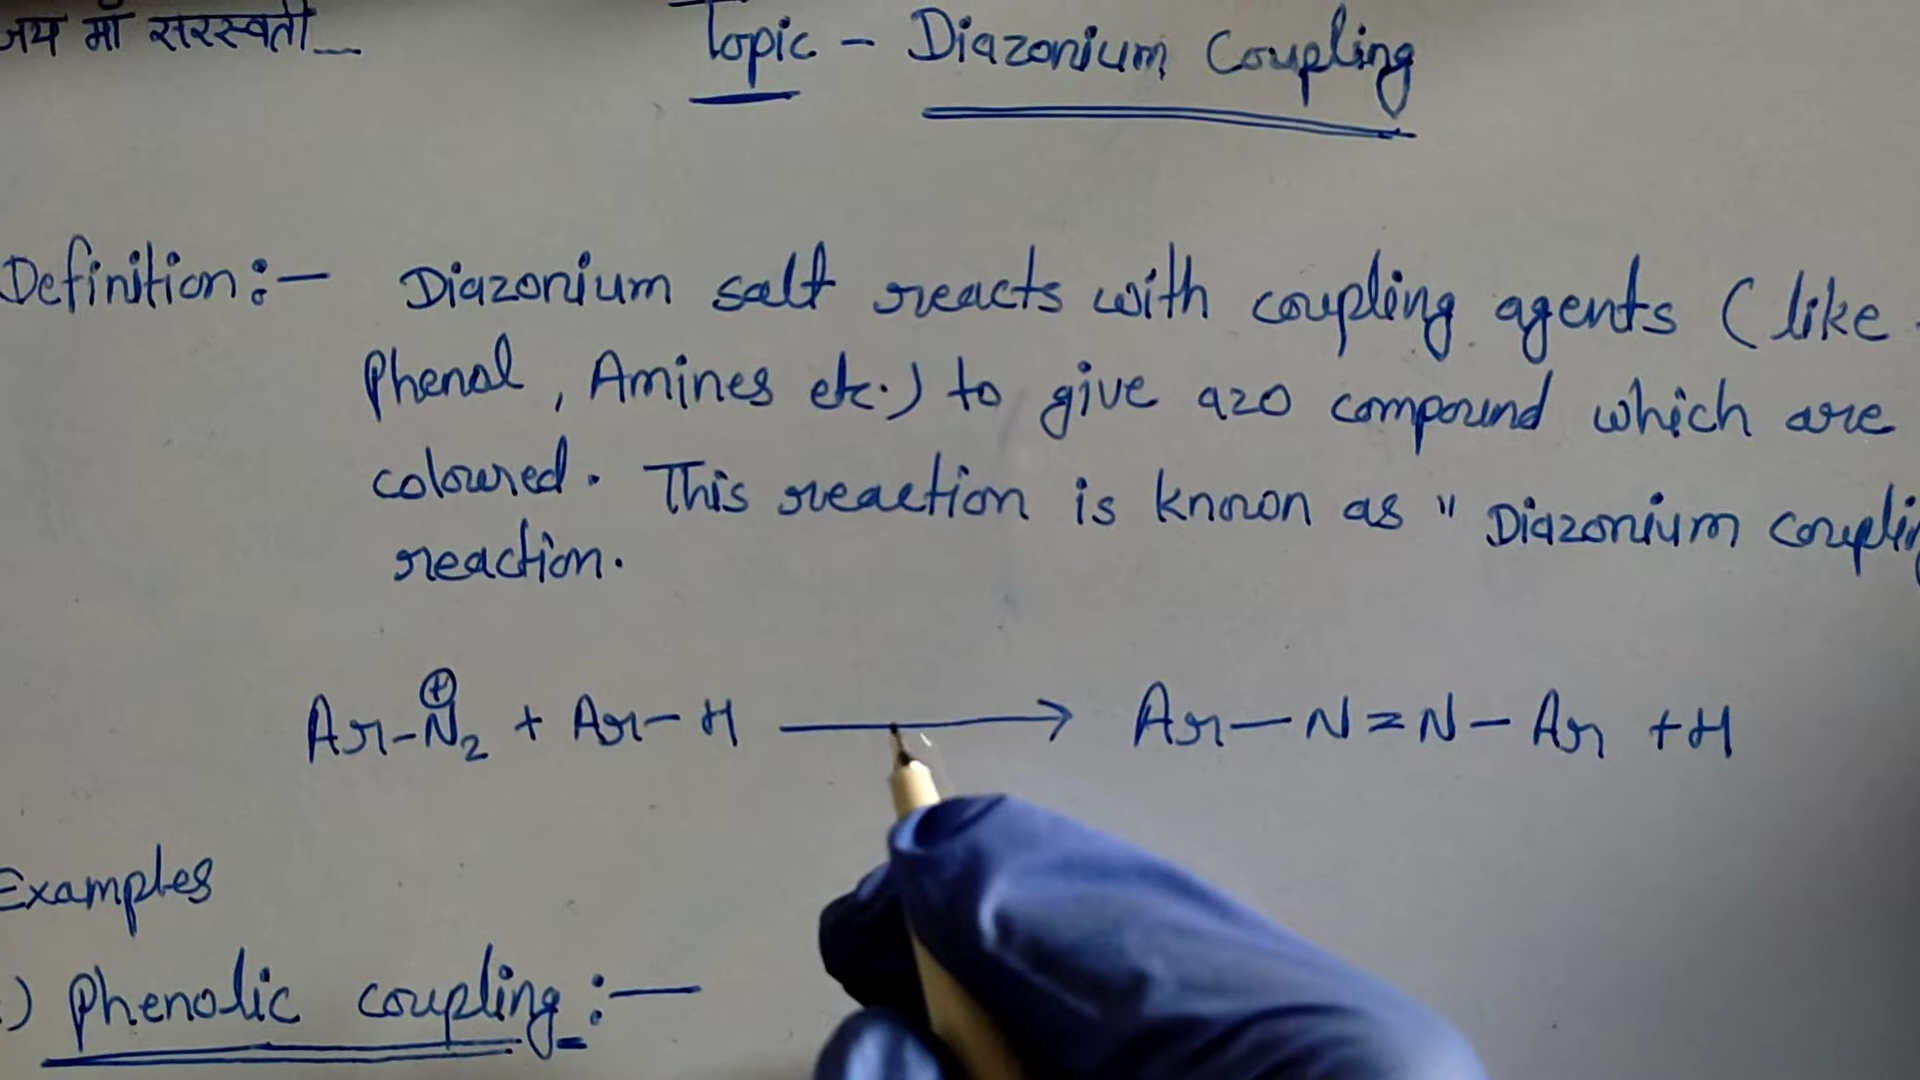 जय माँ सरस्वती
Topic - Diazonium Coupling
Definition:- Diazonium salt reacts with coupling agents ( like
Phenol, Amines etc.) to give azo compound which are
coloured. This reaction is known as " Diazonium
reaction.
Ar-N₂⊕ + Ar-H ⟶ Ar-N=N-Ar + H
Examples
) Phenolic coupling:-